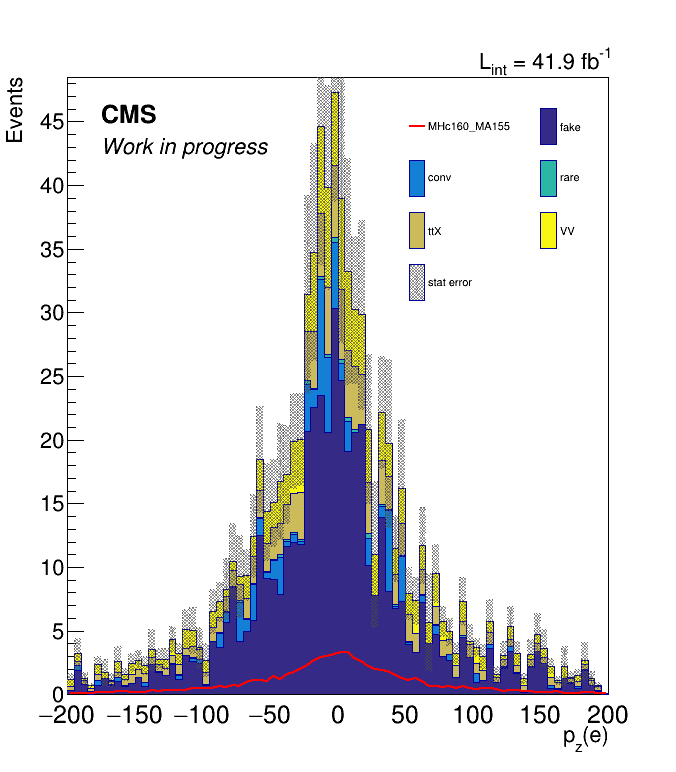 L_int = 41.9 fb^-1
Events
CMS
Work in progress
MHc160_MA155
fake
conv
rare
ttX
VV
stat error
45
40
35
30
25
20
15
10
5
0
−200 −150 −100 −50 0 50 100 150 200
p_z(e)